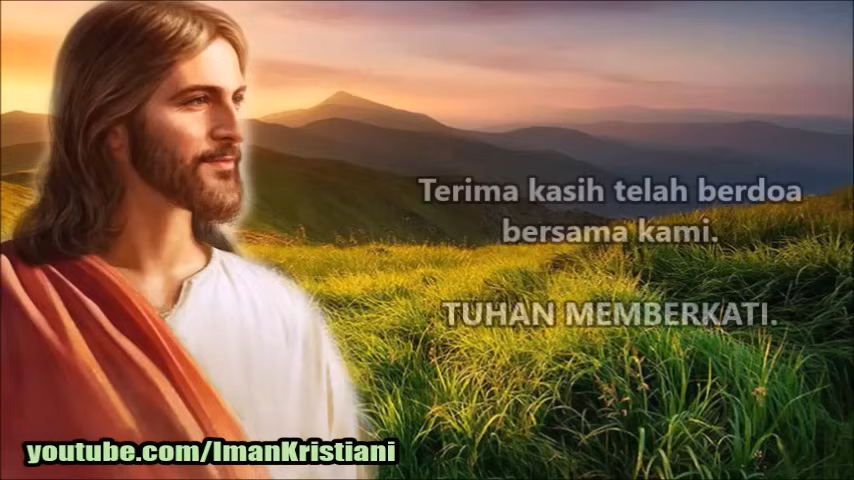 Terima kasih telah berdoa
bersama kami.
TUHAN MEMBERKATI.
youtube.com/ImanKristiani